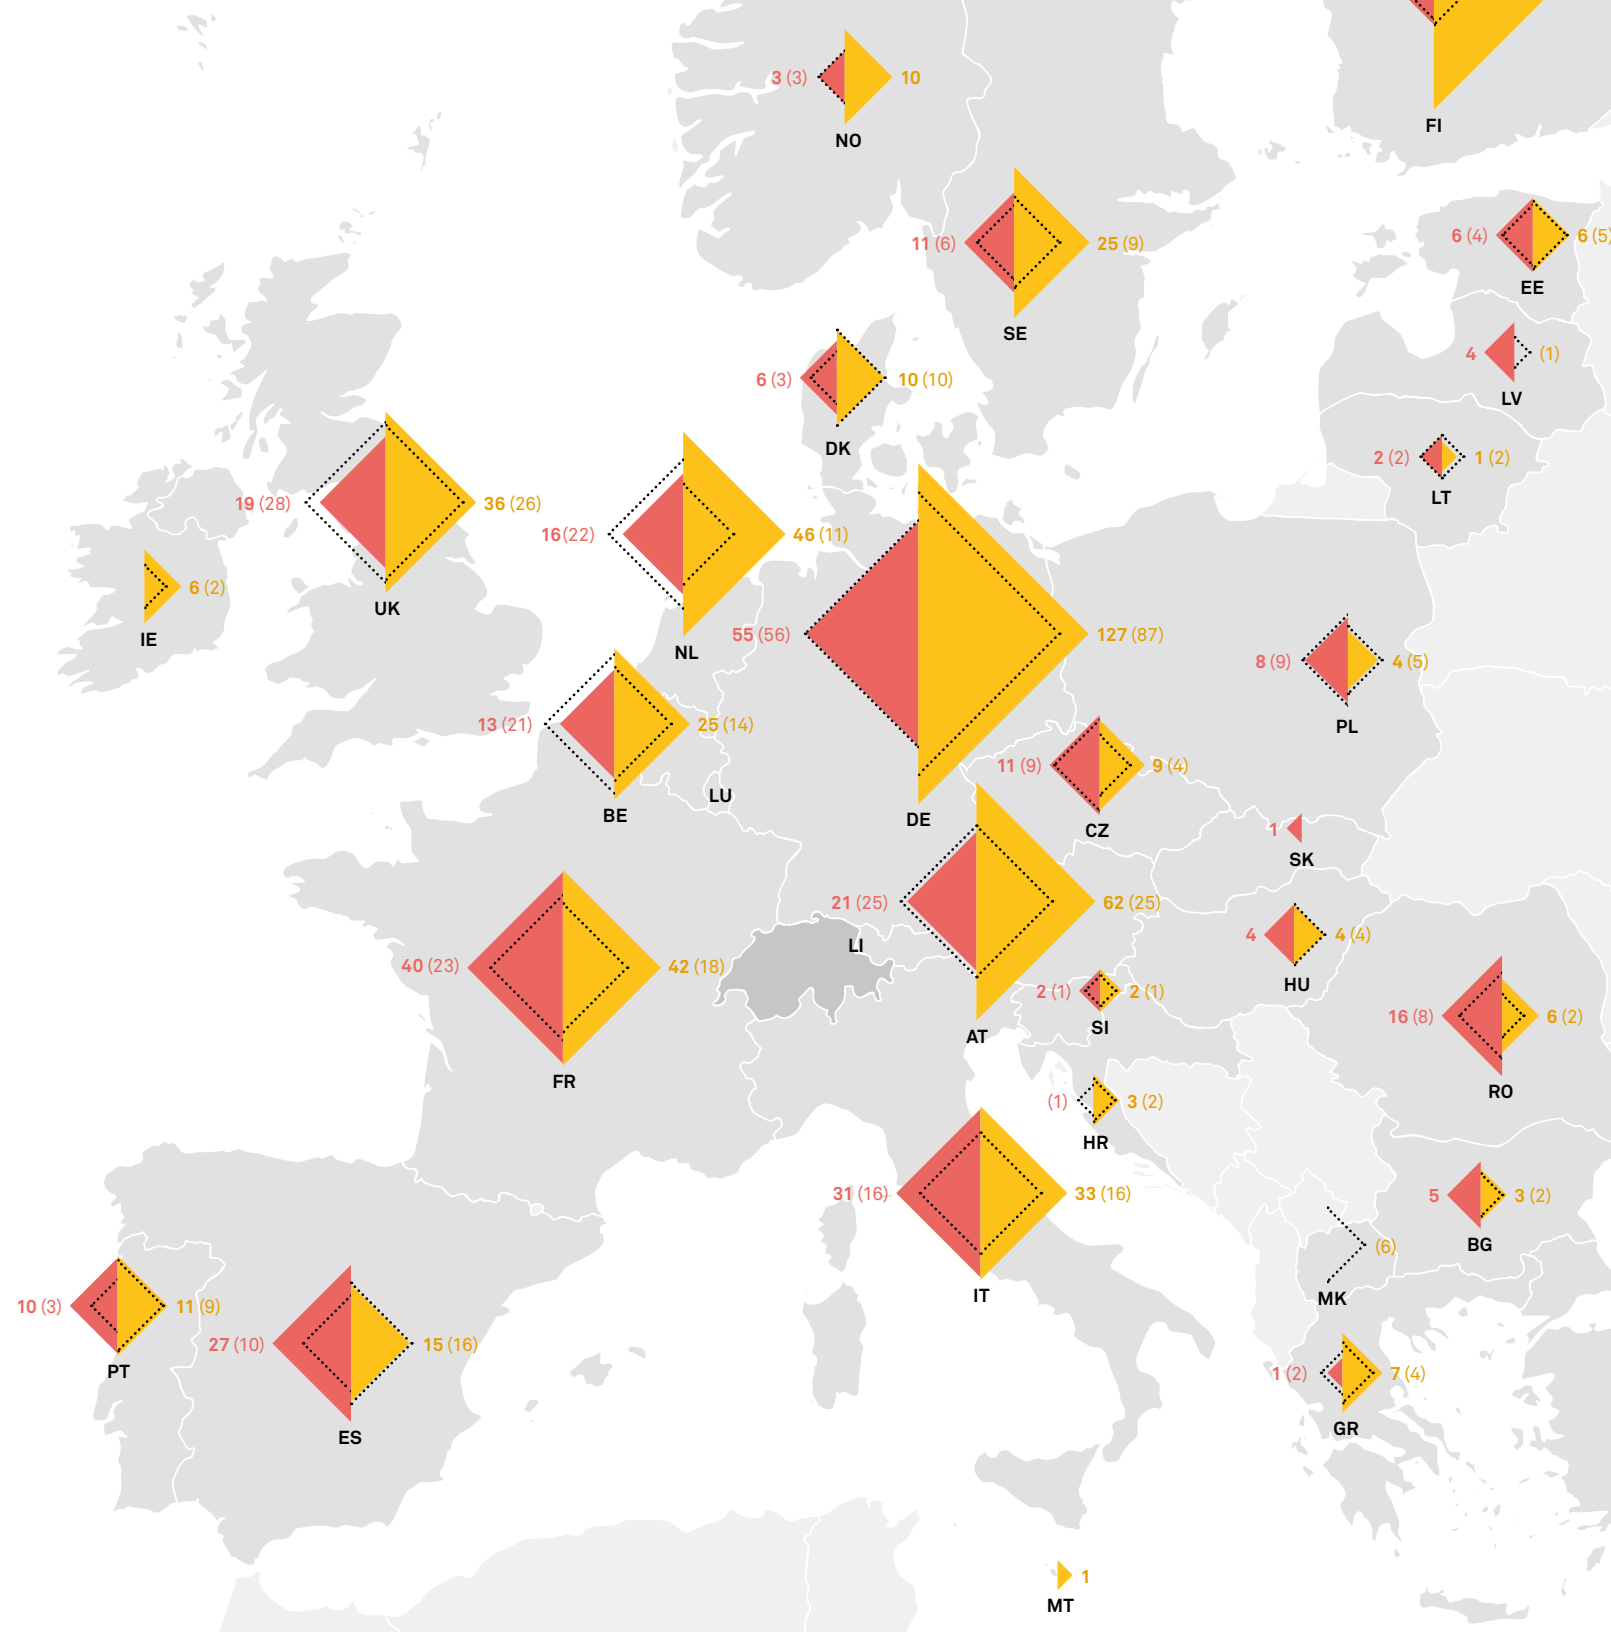 3 (3) 10
NO
FI
11 (6) 25 (9)
SE
6 (4) 6 (5)
EE
4 (1)
LV
6 (3) 10 (10)
DK
2 (2) 1 (2)
LT
19 (28) 36 (26)
UK
16(22) 46 (11)
NL
6 (2)
IE
55 (56) 127 (87)
DE
8 (9) 4 (5)
PL
13 (21) 25 (14)
BE
LU
11 (9) 9 (4)
CZ
1
SK
21 (25) 62 (25)
AT
LI
4 4 (4)
HU
40 (23) 42 (18)
FR
2 (1) 2 (1)
SI
16 (8) 6 (2)
RO
(1) 3 (2)
HR
31 (16) 33 (16)
IT
5 3 (2)
BG
(6)
MK
10 (3) 11 (9)
PT
27 (10) 15 (16)
ES
1 (2) 7 (4)
GR
1
MT